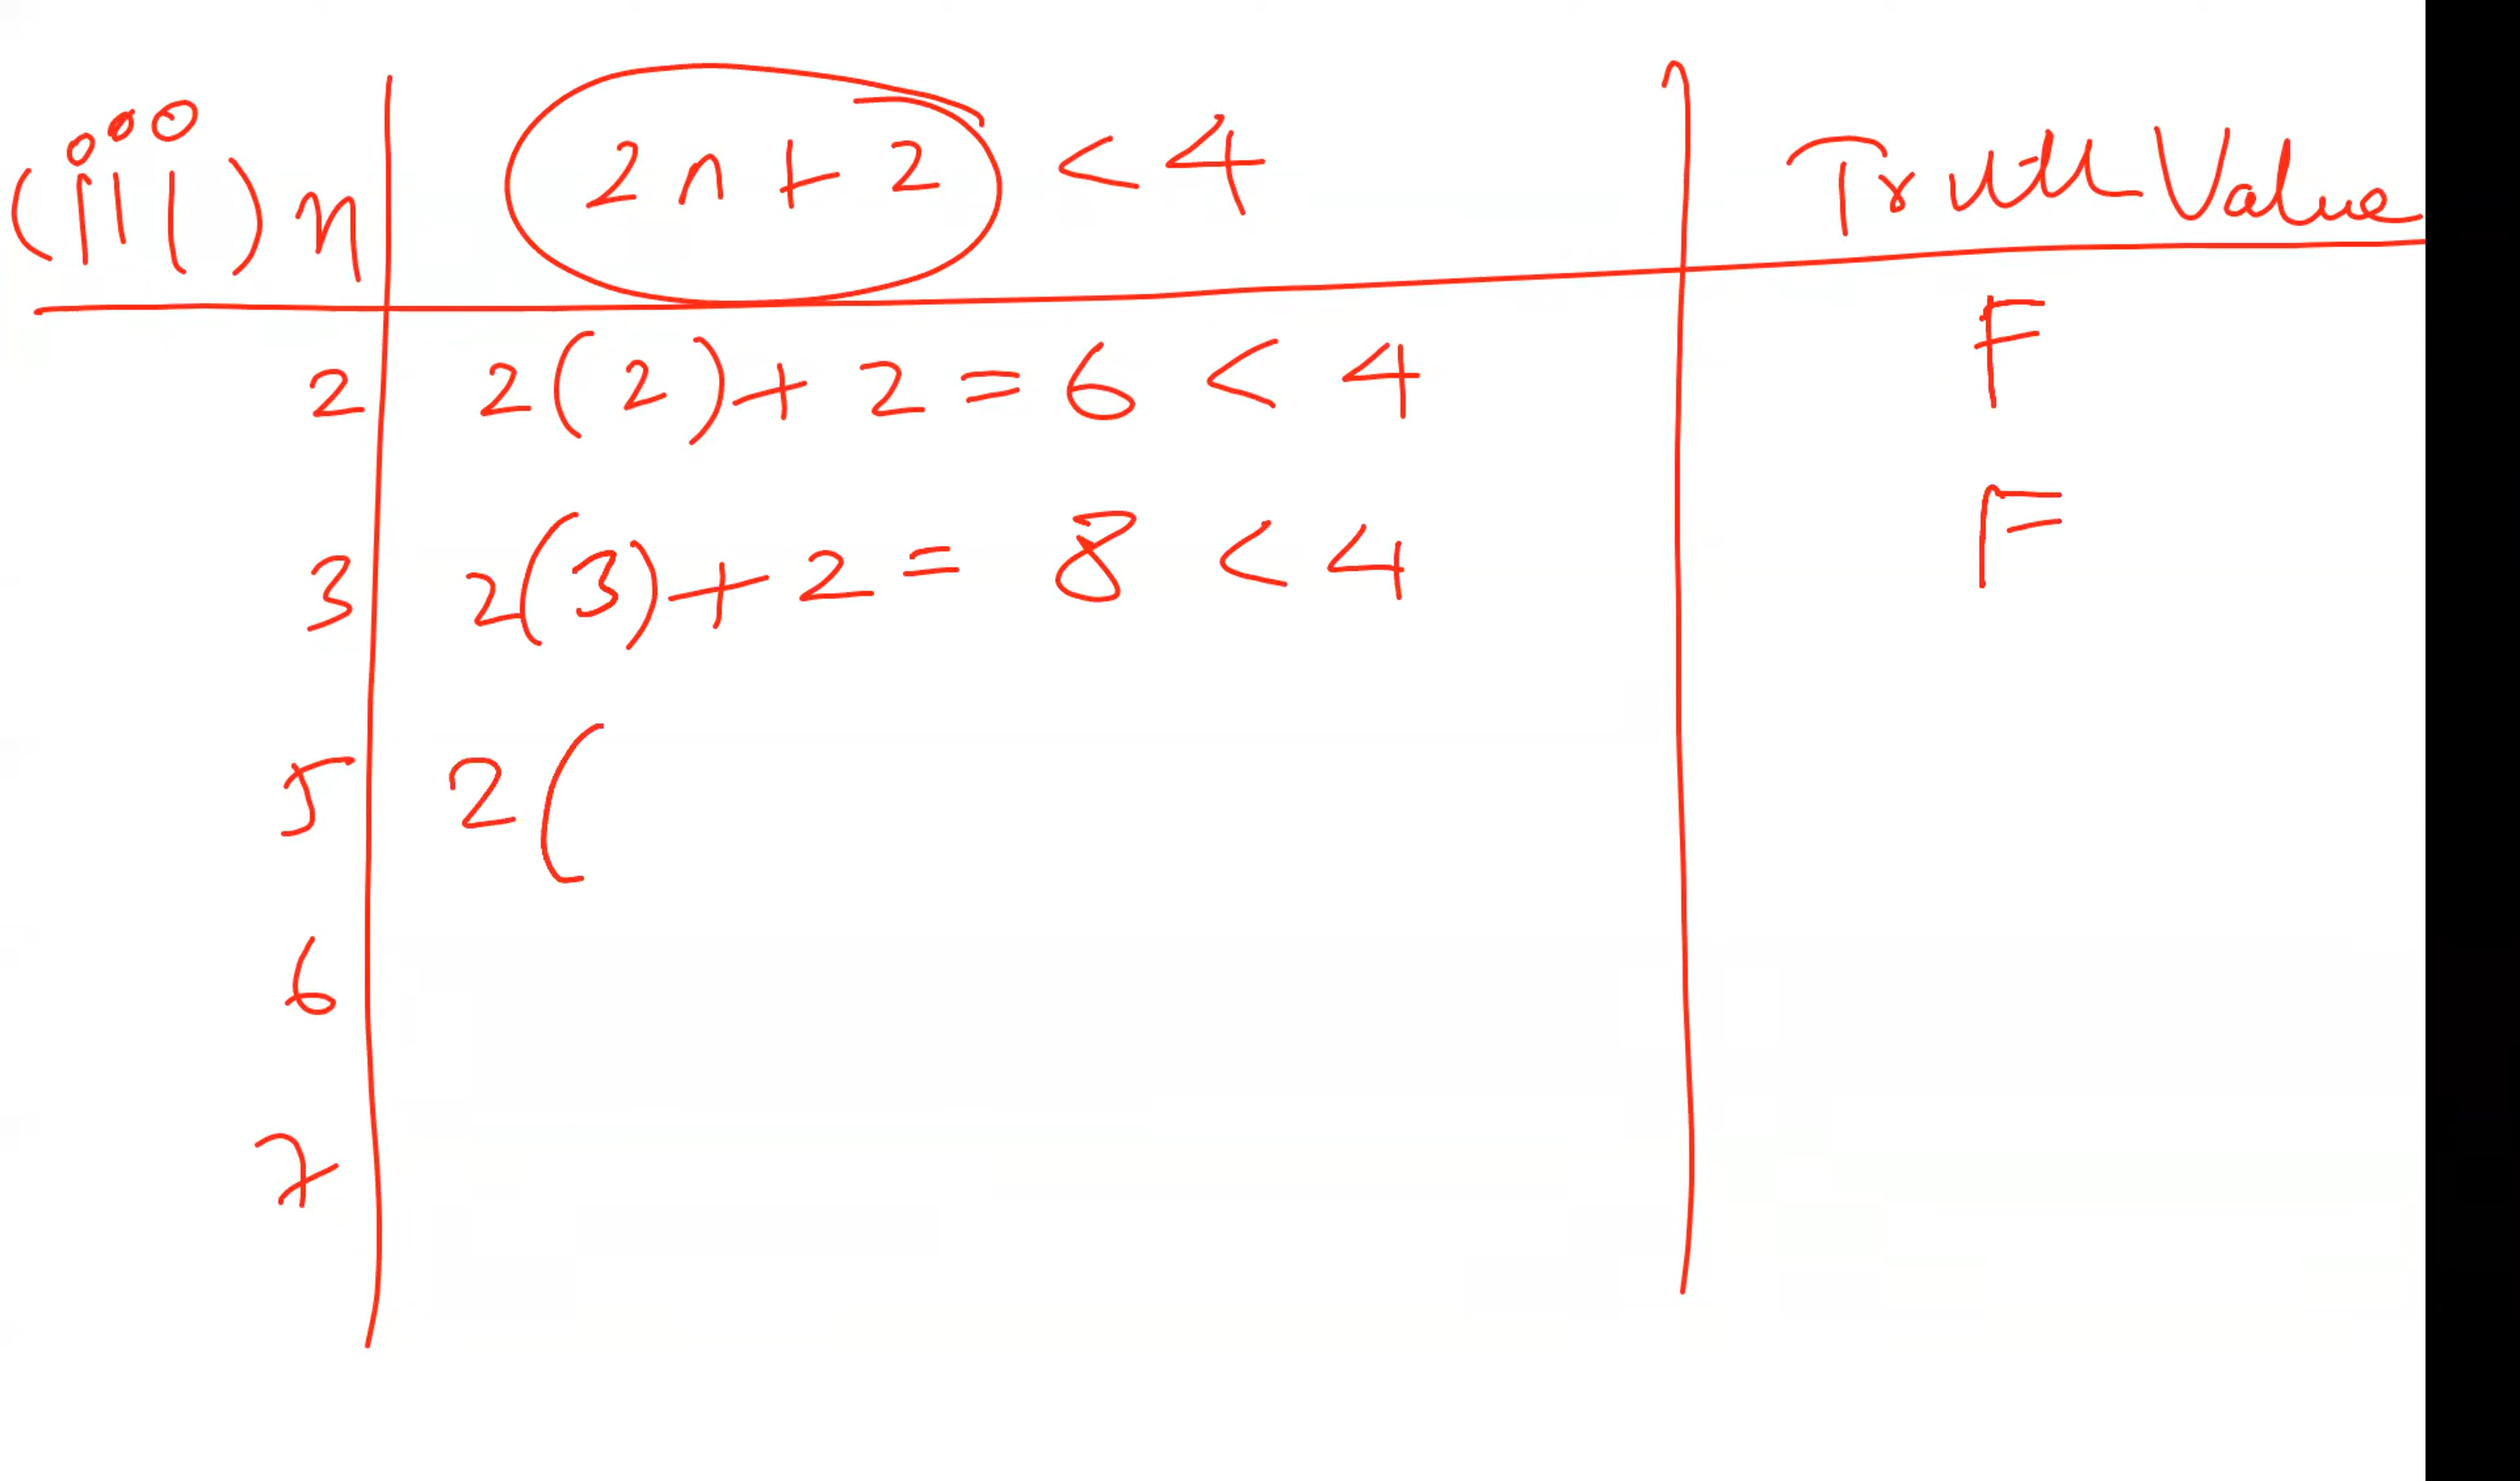 (iii) n 2n+2 < 4 Truth Value
2 2(2)+2=6 < 4 F
3 2(3)+2= 8 < 4 F
5 2(
6
7